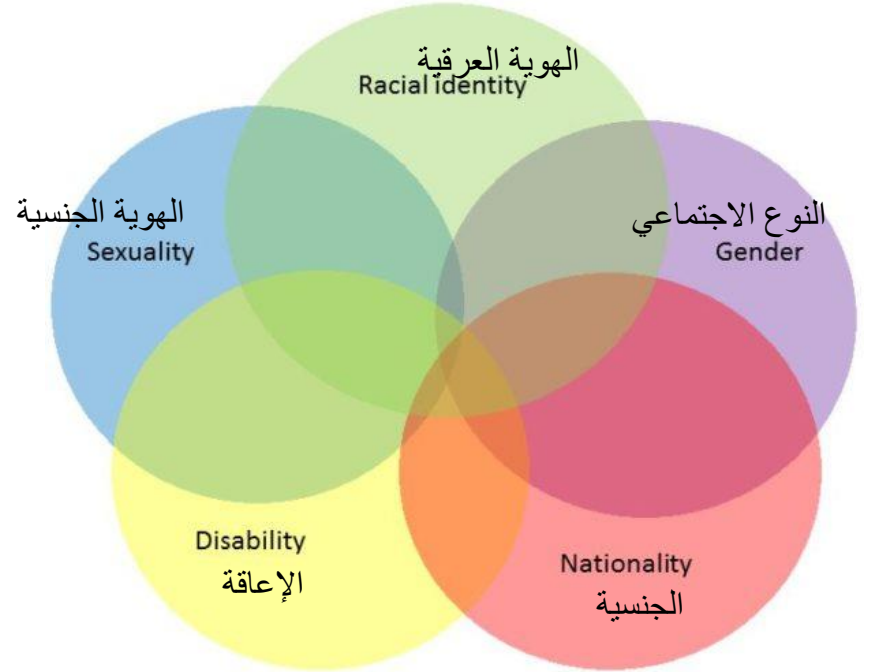 الهوية العرقية
Racial identity
الهوية الجنسية
Sexuality
النوع الاجتماعي
Gender
Disability
الإعاقة
Nationality
الجنسية